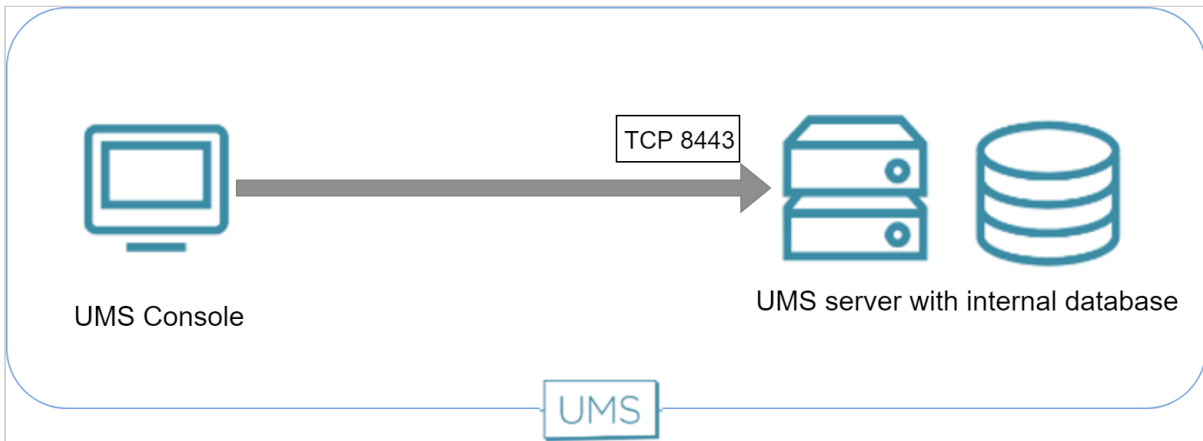 TCP 8443
UMS Console
UMS server with internal database
UMS